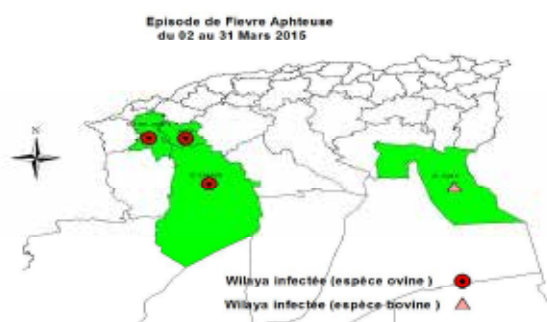 Episode de Fievre Aphteuse
du 02 au 31 Mars 2015
N
Wilaya infectée (espèce ovine )
Wilaya infectée (espèce bovine )